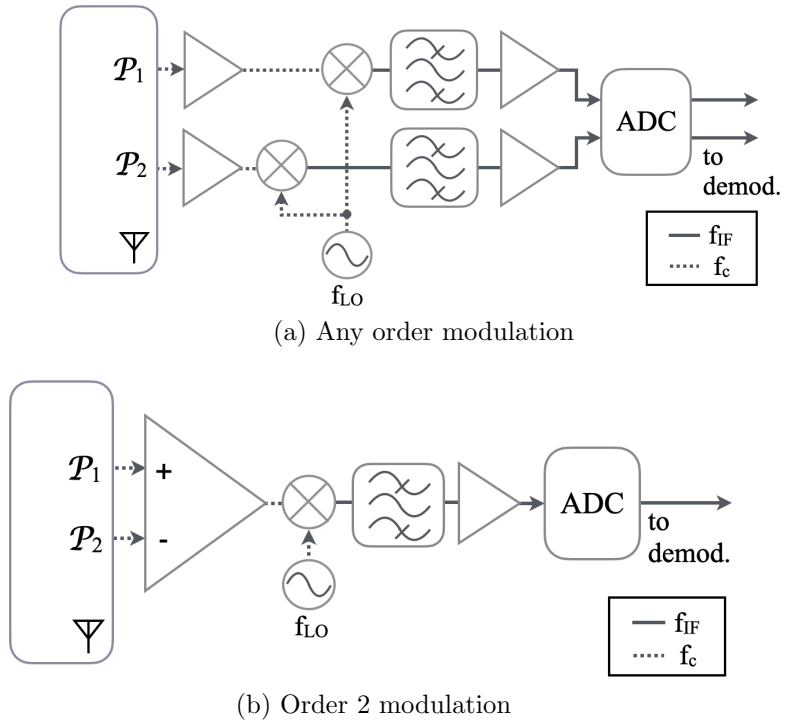 𝒫₁
𝒫₂
ADC
to
demod.
f_IF
f_c
f_LO
(a) Any order modulation
𝒫₁
+
𝒫₂
-
ADC
to
demod.
f_LO
f_IF
f_c
(b) Order 2 modulation